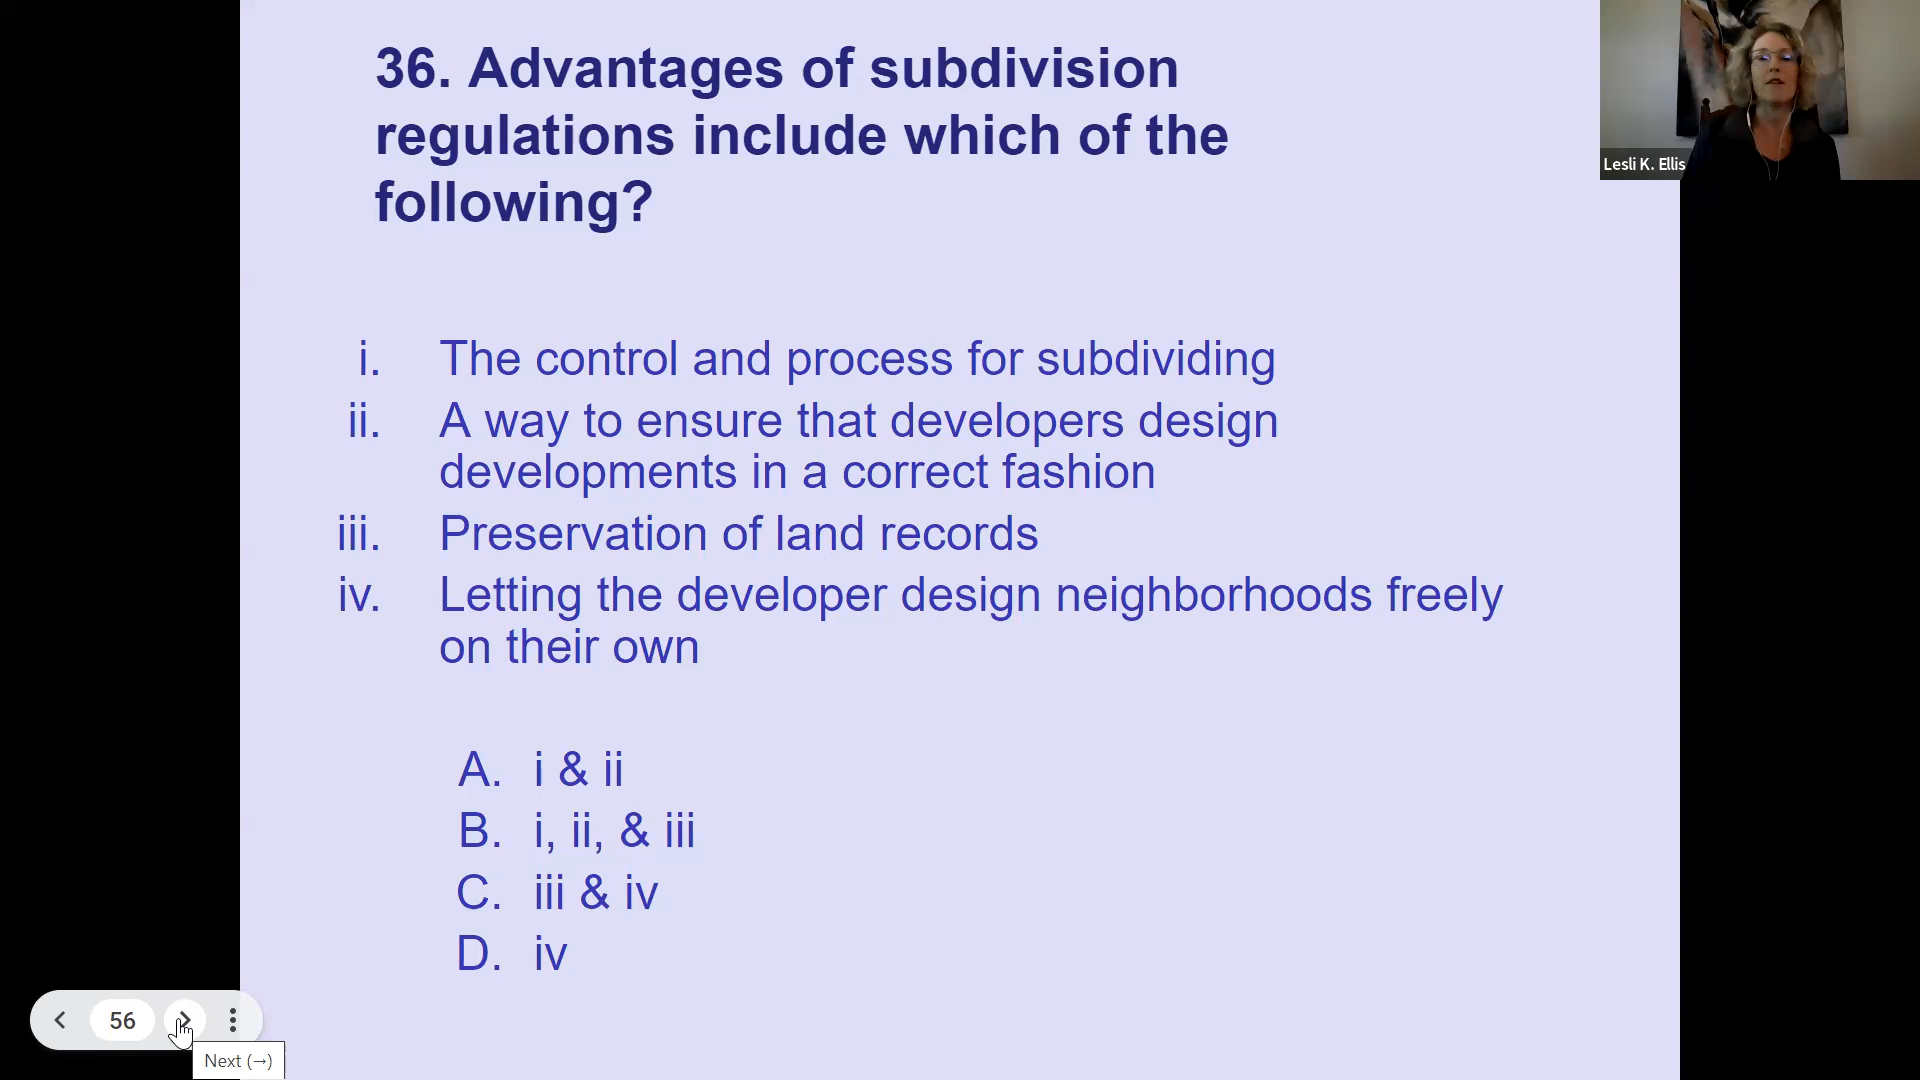 36. Advantages of subdivision
regulations include which of the
following?
Lesli K. Ellis
i. The control and process for subdividing
ii. A way to ensure that developers design
developments in a correct fashion
iii. Preservation of land records
iv. Letting the developer design neighborhoods freely
on their own
A. i & ii
B. i, ii, & iii
C. iii & iv
D. iv
56
Next (→)